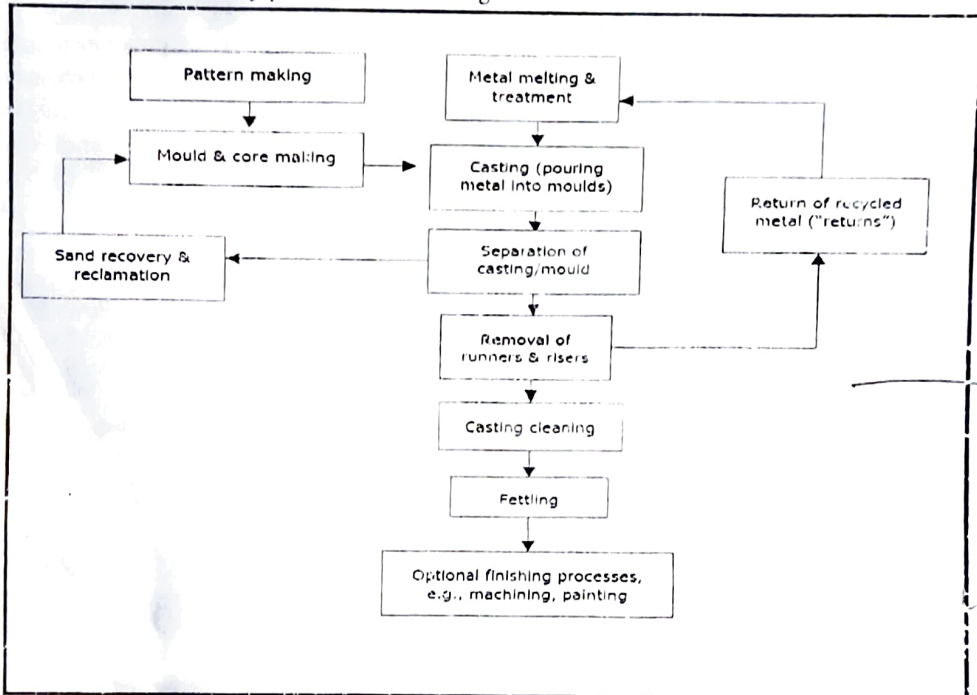 Pattern making
Metal melting &
treatment
Mould & core making
Casting (pouring
metal into moulds)
Return of recycled
metal ("returns")
Sand recovery &
reclamation
Separation of
casting/mould
Removal of
runners & risers
Casting cleaning
Fettling
Optional finishing processes,
e.g., machining, painting